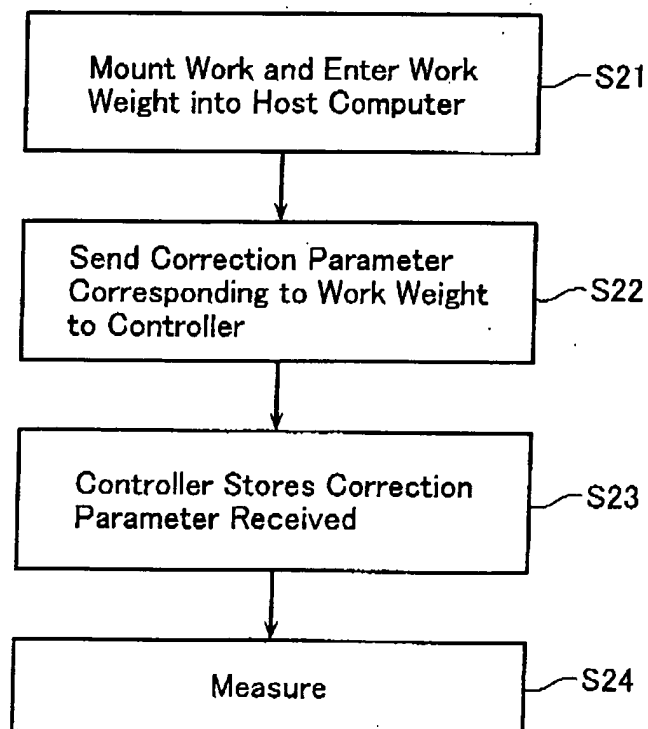 Mount Work and Enter Work
Weight into Host Computer
S21
Send Correction Parameter
Corresponding to Work Weight
to Controller
S22
Controller Stores Correction
Parameter Received
S23
Measure
S24